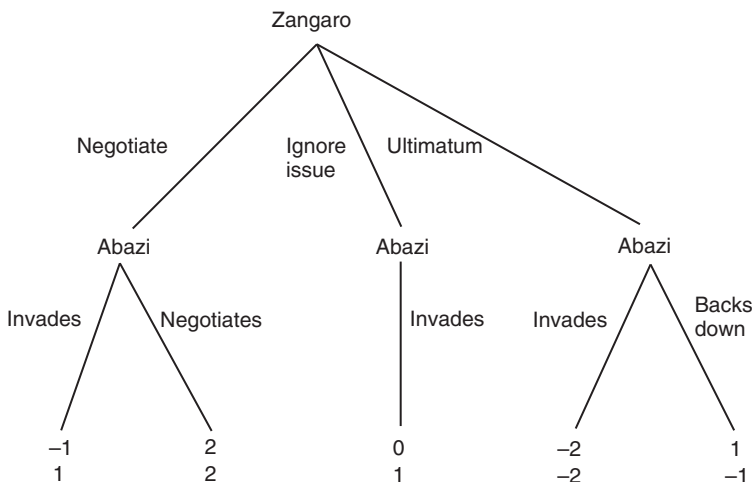 Zangaro
Negotiate
Ignore
issue
Ultimatum
Abazi
Abazi
Abazi
Invades
Negotiates
Invades
Invades
Backs
down
–1
2
0
–2
1
1
2
1
–2
–1